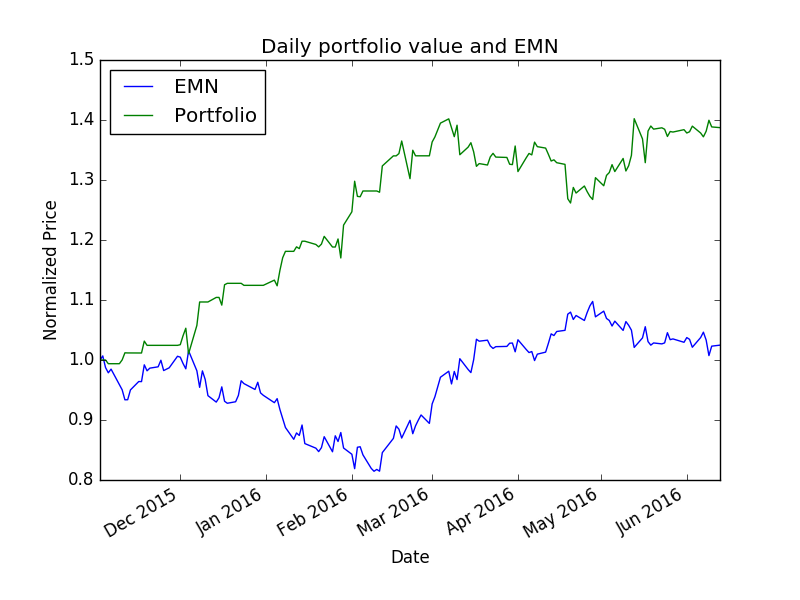 Daily portfolio value and EMN
1.5
1.4
1.3
1.2
1.1
1.0
0.9
0.8
EMN
Portfolio
Normalized Price
Dec 2015
Jan 2016
Feb 2016
Mar 2016
Apr 2016
May 2016
Jun 2016
Date